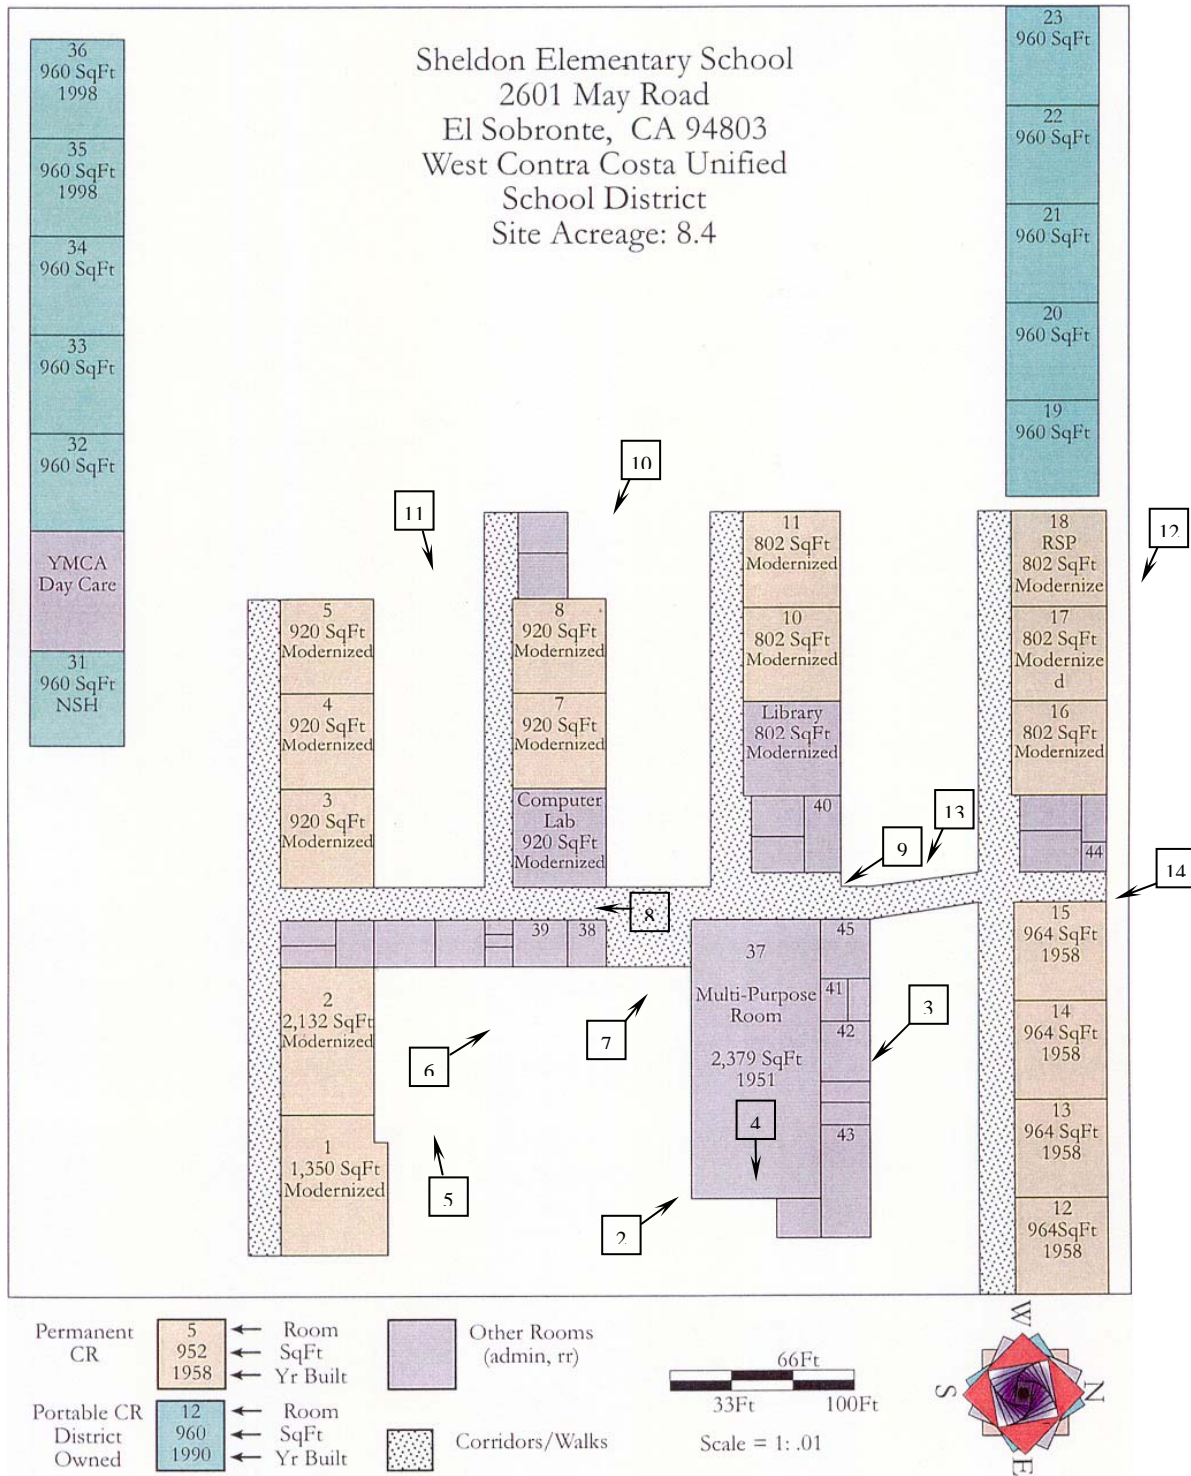 Sheldon Elementary School
2601 May Road
El Sobronte, CA 94803
West Contra Costa Unified
School District
Site Acreage: 8.4
36
960 SqFt
1998
35
960 SqFt
1998
34
960 SqFt
33
960 SqFt
32
960 SqFt
YMCA
Day Care
31
960 SqFt
NSH
23
960 SqFt
22
960 SqFt
21
960 SqFt
20
960 SqFt
19
960 SqFt
10
11
12
5
920 SqFt
Modernized
4
920 SqFt
Modernized
3
920 SqFt
Modernized
8
920 SqFt
Modernized
7
920 SqFt
Modernized
Computer
Lab
920 SqFt
Modernized
11
802 SqFt
Modernized
10
802 SqFt
Modernized
Library
802 SqFt
Modernized
40
18
RSP
802 SqFt
Modernize
17
802 SqFt
Modernize
d
16
802 SqFt
Modernized
44
13
9
14
8
39
38
2
2,132 SqFt
Modernized
1
1,350 SqFt
Modernized
37
Multi-Purpose
Room
2,379 SqFt
1951
45
41
42
43
3
7
6
4
5
2
15
964 SqFt
1958
14
964 SqFt
1958
13
964 SqFt
1958
12
964SqFt
1958
Permanent
CR
5
952
1958
Room
SqFt
Yr Built
Other Rooms
(admin, rr)
Portable CR
District
Owned
12
960
1990
Room
SqFt
Yr Built
Corridors/Walks
66Ft
33Ft
100Ft
Scale = 1: .01
W
S
N
E